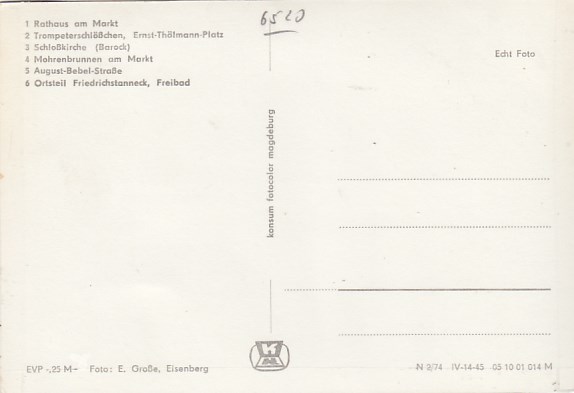 6520
1 Rathaus am Markt
2 Trompeterschlößchen, Ernst-Thälmann-Platz
3 Schloßkirche (Barock)
4 Mohrenbrunnen am Markt
5 August-Bebel-Straße
6 Ortsteil Friedrichstanneck, Freibad
Echt Foto
konsum fotocolor magdeburg
EVP -,25 M- Foto: E. Große, Eisenberg
N 2/74 IV-14-45 05 10 01 014 M